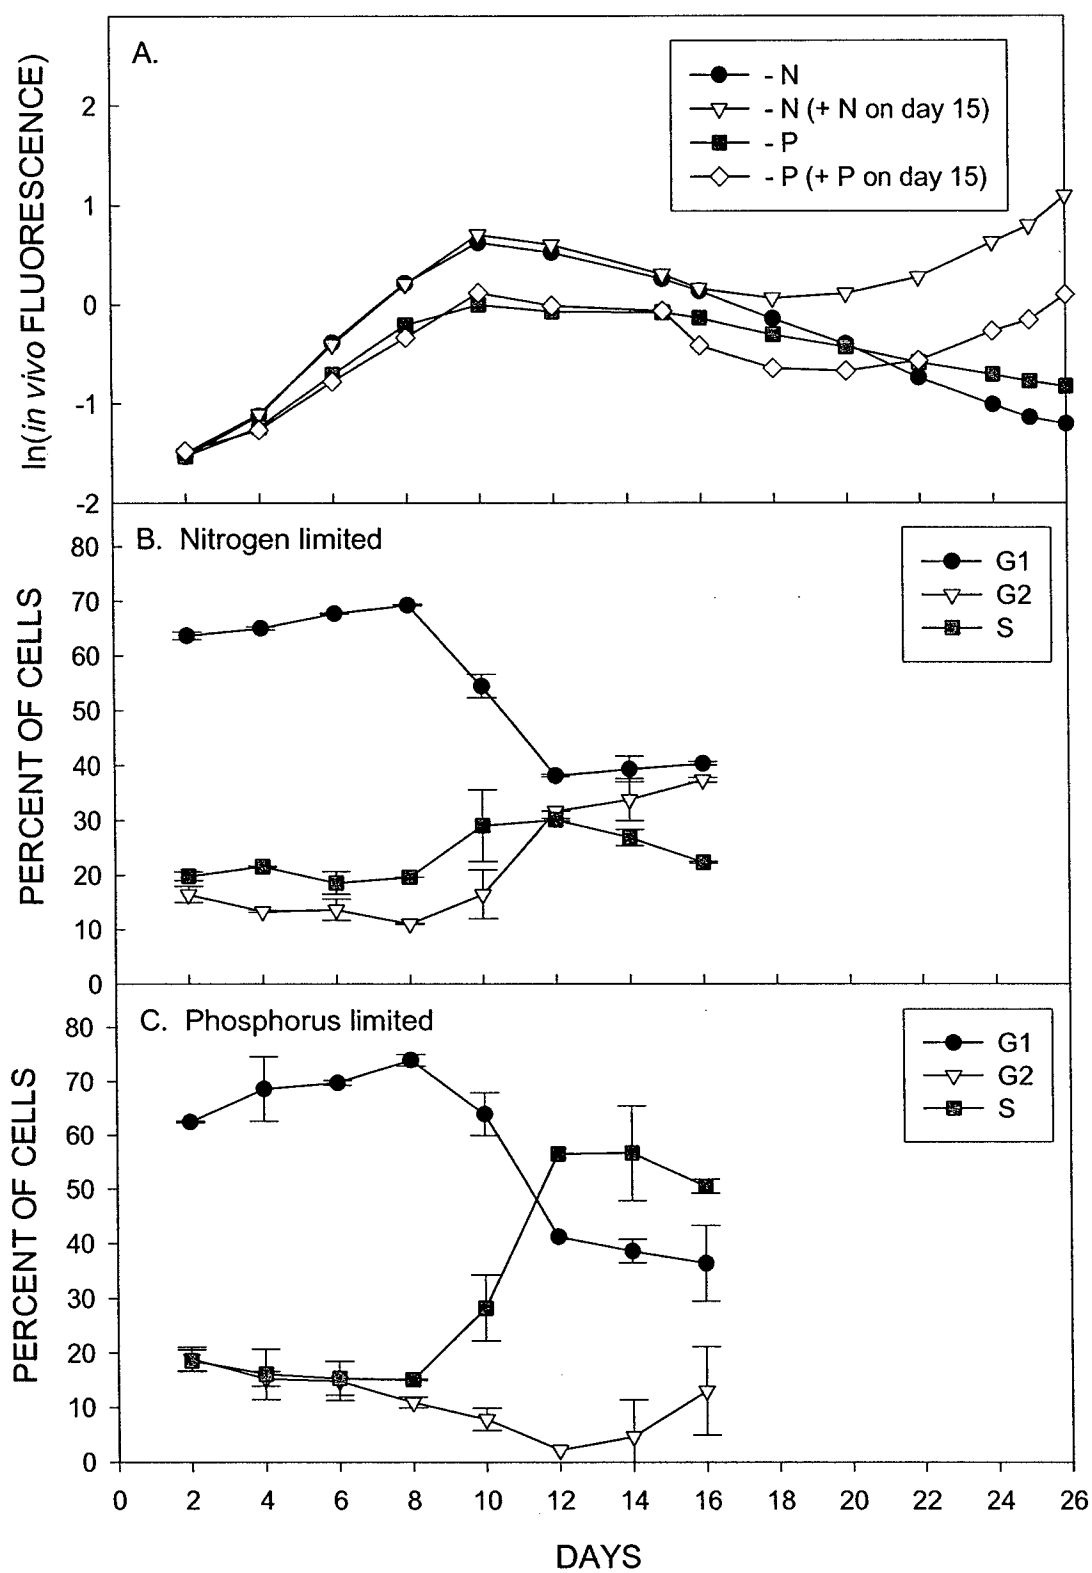 A.
- N
- N (+ N on day 15)
- P
- P (+ P on day 15)
ln(in vivo FLUORESCENCE)
2
1
0
-1
-2
B. Nitrogen limited
G1
G2
S
PERCENT OF CELLS
80
70
60
50
40
30
20
10
0
C. Phosphorus limited
G1
G2
S
PERCENT OF CELLS
80
70
60
50
40
30
20
10
0
0 2 4 6 8 10 12 14 16 18 20 22 24 26
DAYS